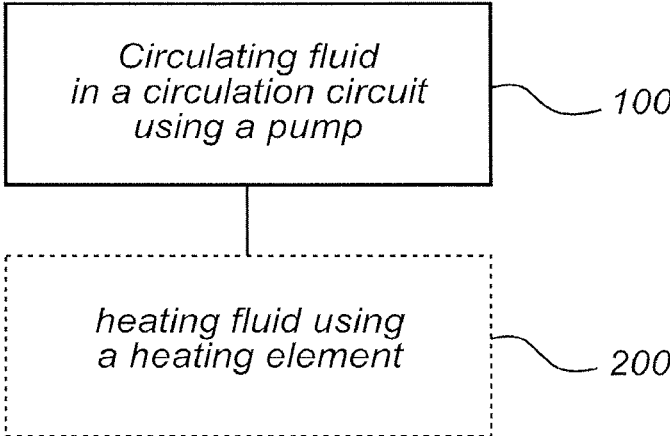 Circulating fluid
in a circulation circuit
using a pump
100
heating fluid using
a heating element
200